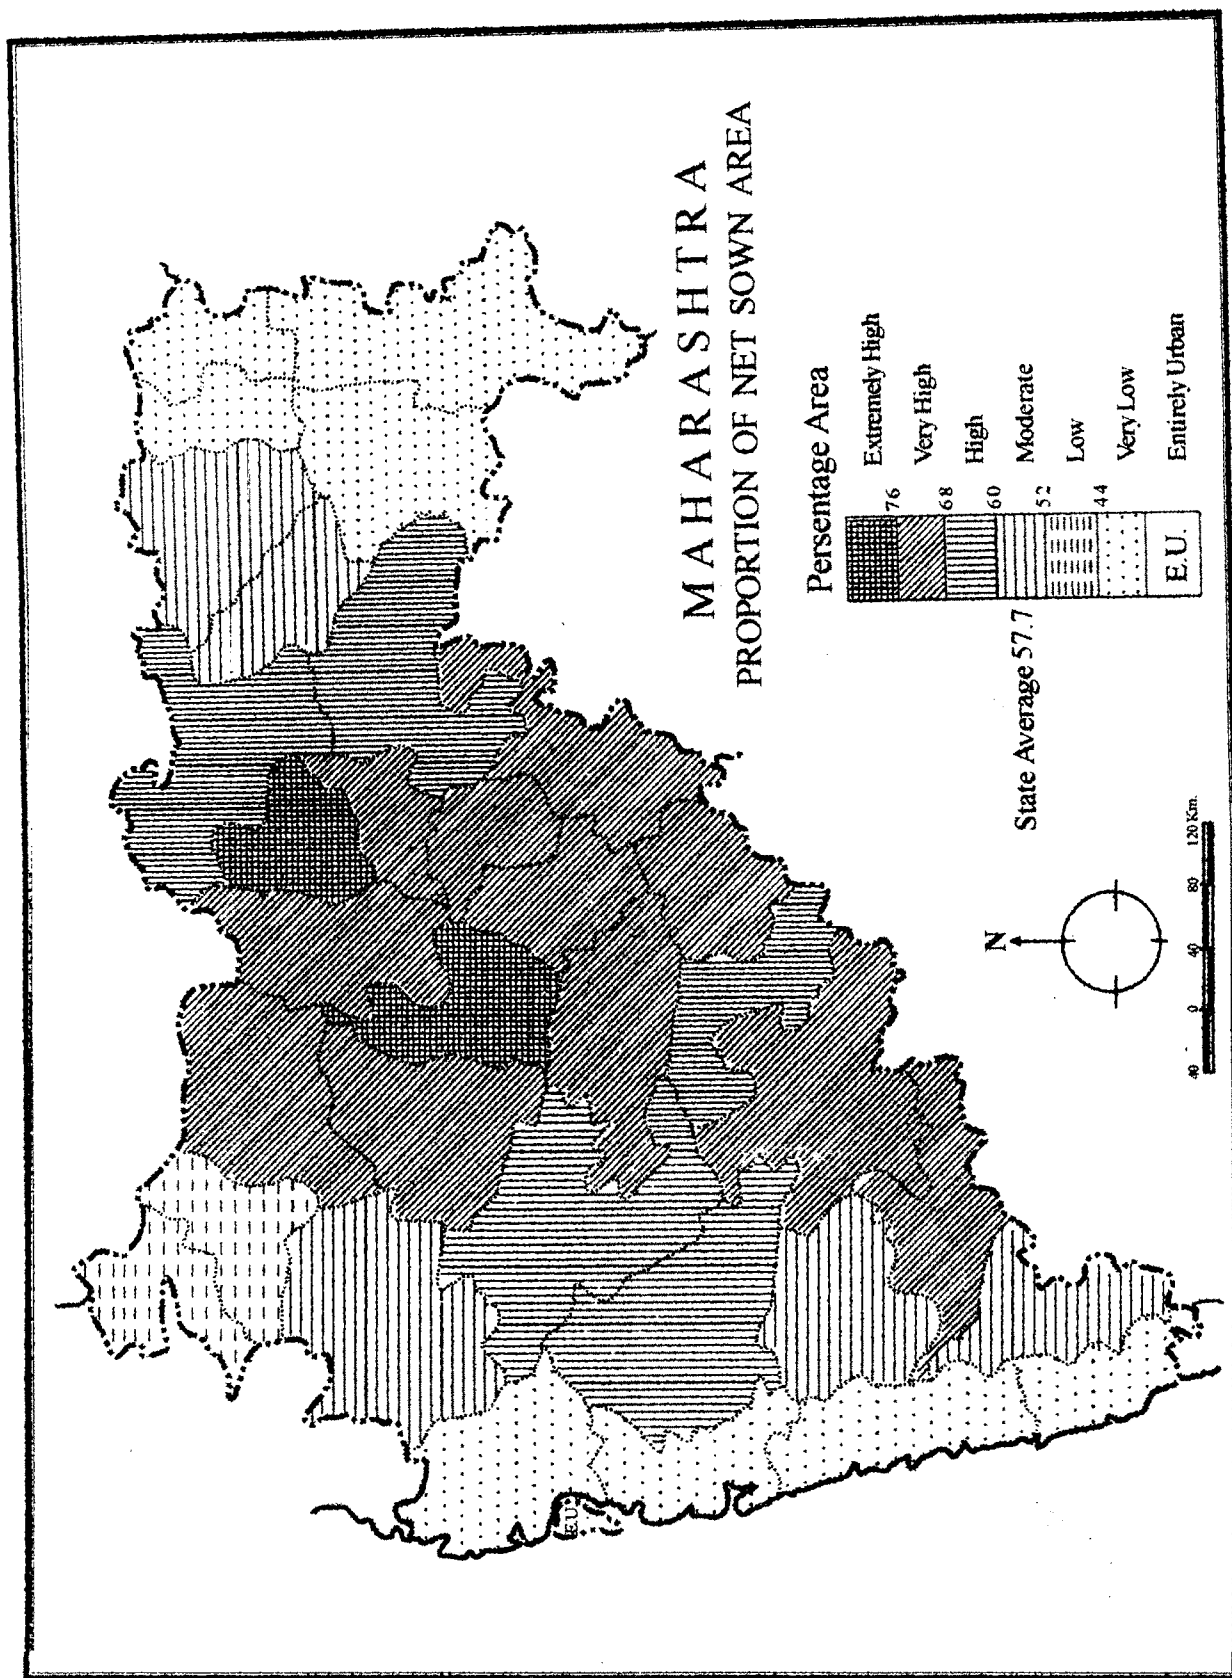 MAHARASHTRA
PROPORTION OF NET SOWN AREA
Persentage Area
Extremely High
76
Very High
68
High
60
Moderate
52
Low
44
Very Low
E.U.
Entirely Urban
State Average 57.7
N
40 0 40 80 120 Km.
E.U.